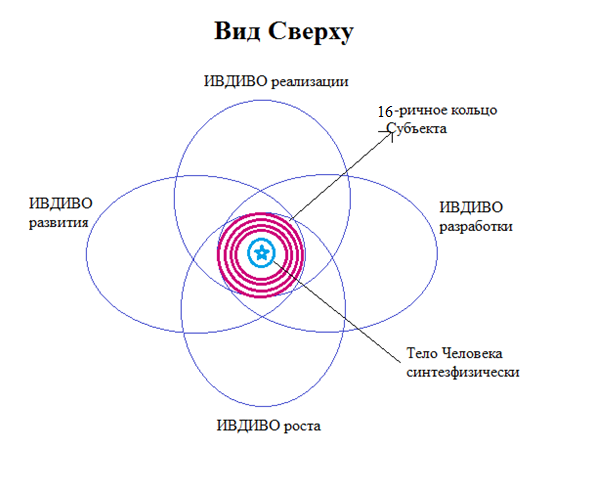 Вид Сверху
ИВДИВО реализации
16-ричное кольцо
Субъекта
ИВДИВО
развития
ИВДИВО
разработки
Тело Человека
синтезфизически
ИВДИВО роста